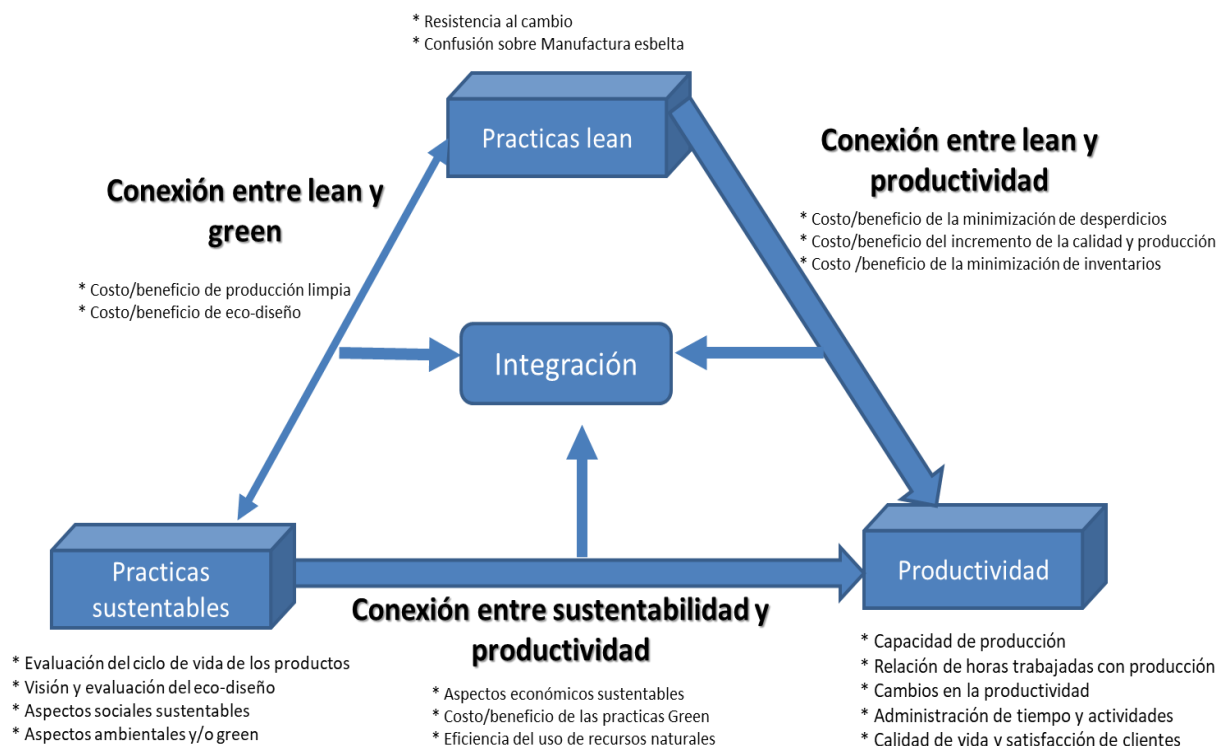 * Resistencia al cambio
* Confusión sobre Manufactura esbelta
Practicas lean
Conexión entre lean y
green
* Costo/beneficio de producción limpia
* Costo/beneficio de eco-diseño
Conexión entre lean y
productividad
* Costo/beneficio de la minimización de desperdicios
* Costo/beneficio del incremento de la calidad y producción
* Costo /beneficio de la minimización de inventarios
Integración
Practicas
sustentables
* Evaluación del ciclo de vida de los productos
* Visión y evaluación del eco-diseño
* Aspectos sociales sustentables
* Aspectos ambientales y/o green
Conexión entre sustentabilidad y
productividad
* Aspectos económicos sustentables
* Costo/beneficio de las practicas Green
* Eficiencia del uso de recursos naturales
Productividad
* Capacidad de producción
* Relación de horas trabajadas con producción
* Cambios en la productividad
* Administración de tiempo y actividades
* Calidad de vida y satisfacción de clientes